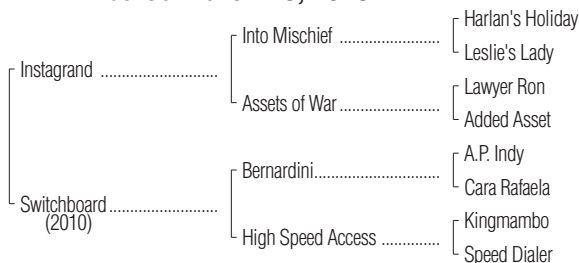 Harlan's Holiday
Into Mischief
Leslie's Lady
Instagrand
Lawyer Ron
Assets of War
Added Asset
A.P. Indy
Bernardini
Cara Rafaela
Switchboard
(2010)
Kingmambo
High Speed Access
Speed Dialer